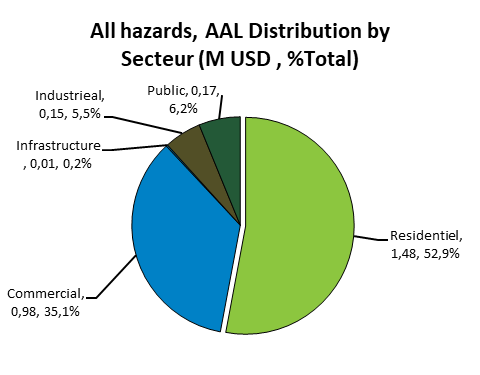 All hazards, AAL Distribution by
Secteur (M USD , %Total)
Public, 0,17,
6,2%
Industrieal,
0,15, 5,5%
Infrastructure
, 0,01, 0,2%
Residentiel,
1,48, 52,9%
Commercial,
0,98, 35,1%